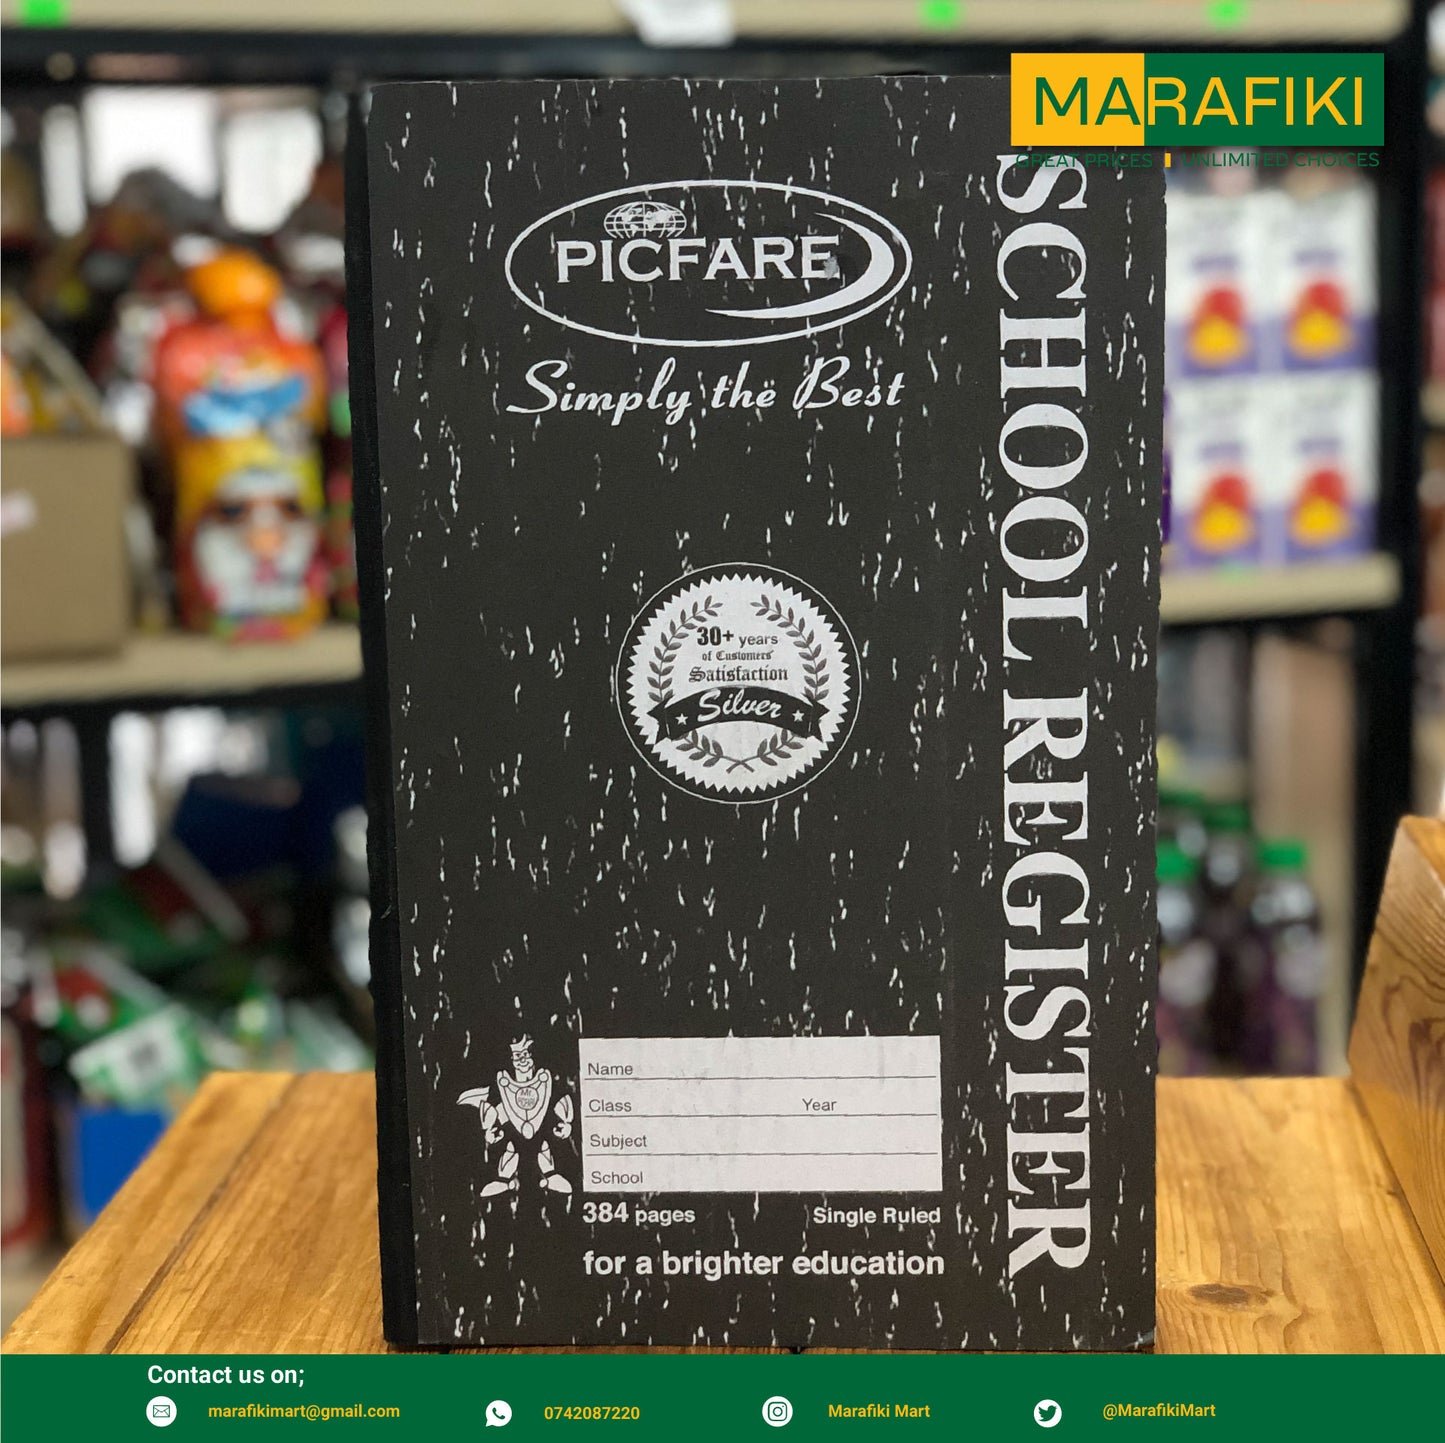 MARAFIKI
GREAT PRICES | UNLIMITED CHOICES
PICFARE
Simply the Best
SCHOOL REGISTER
30+ years
of Customers'
Satisfaction
Silver
Name
Class Year
Subject
School
384 pages Single Ruled
for a brighter education
Contact us on;
marafikimart@gmail.com
0742087220
Marafiki Mart
@MarafikiMart